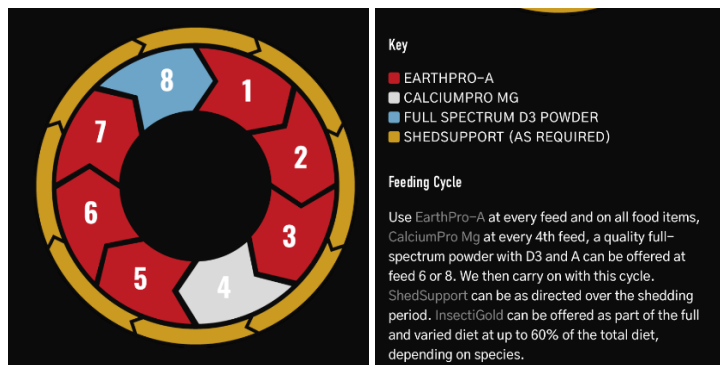 8
1
2
3
4
5
6
7
Key
EARTHPRO-A
CALCIUMPRO MG
FULL SPECTRUM D3 POWDER
SHEDSUPPORT (AS REQUIRED)
Feeding Cycle
Use EarthPro-A at every feed and on all food items,
CalciumPro Mg at every 4th feed, a quality full-
spectrum powder with D3 and A can be offered at
feed 6 or 8. We then carry on with this cycle.
ShedSupport can be as directed over the shedding
period. InsectiGold can be offered as part of the full
and varied diet at up to 60% of the total diet,
depending on species.